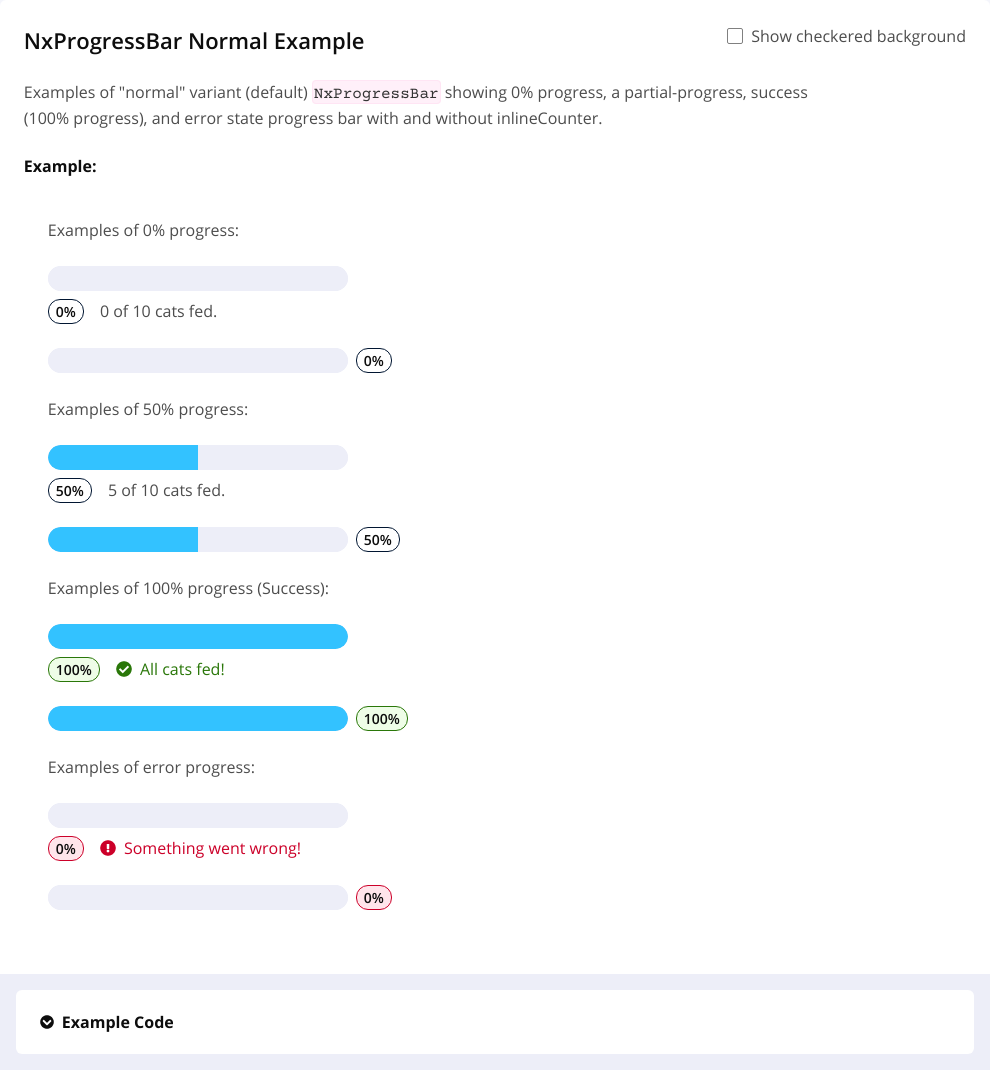 NxProgressBar Normal Example
Show checkered background
Examples of "normal" variant (default) NxProgressBar showing 0% progress, a partial-progress, success
(100% progress), and error state progress bar with and without inlineCounter.
Example:
Examples of 0% progress:
0% 0 of 10 cats fed.
0%
Examples of 50% progress:
50% 5 of 10 cats fed.
50%
Examples of 100% progress (Success):
100% All cats fed!
100%
Examples of error progress:
0% Something went wrong!
0%
Example Code